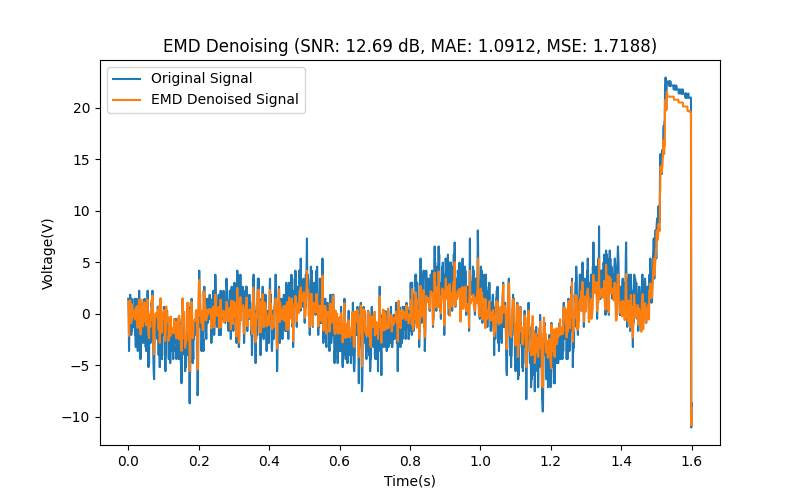 EMD Denoising (SNR: 12.69 dB, MAE: 1.0912, MSE: 1.7188)
Original Signal
EMD Denoised Signal
20
15
10
5
0
−5
−10
Voltage(V)
0.0 0.2 0.4 0.6 0.8 1.0 1.2 1.4 1.6
Time(s)